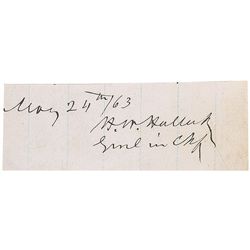 May 24th/63
H. W. Halleck
Genl in Chf